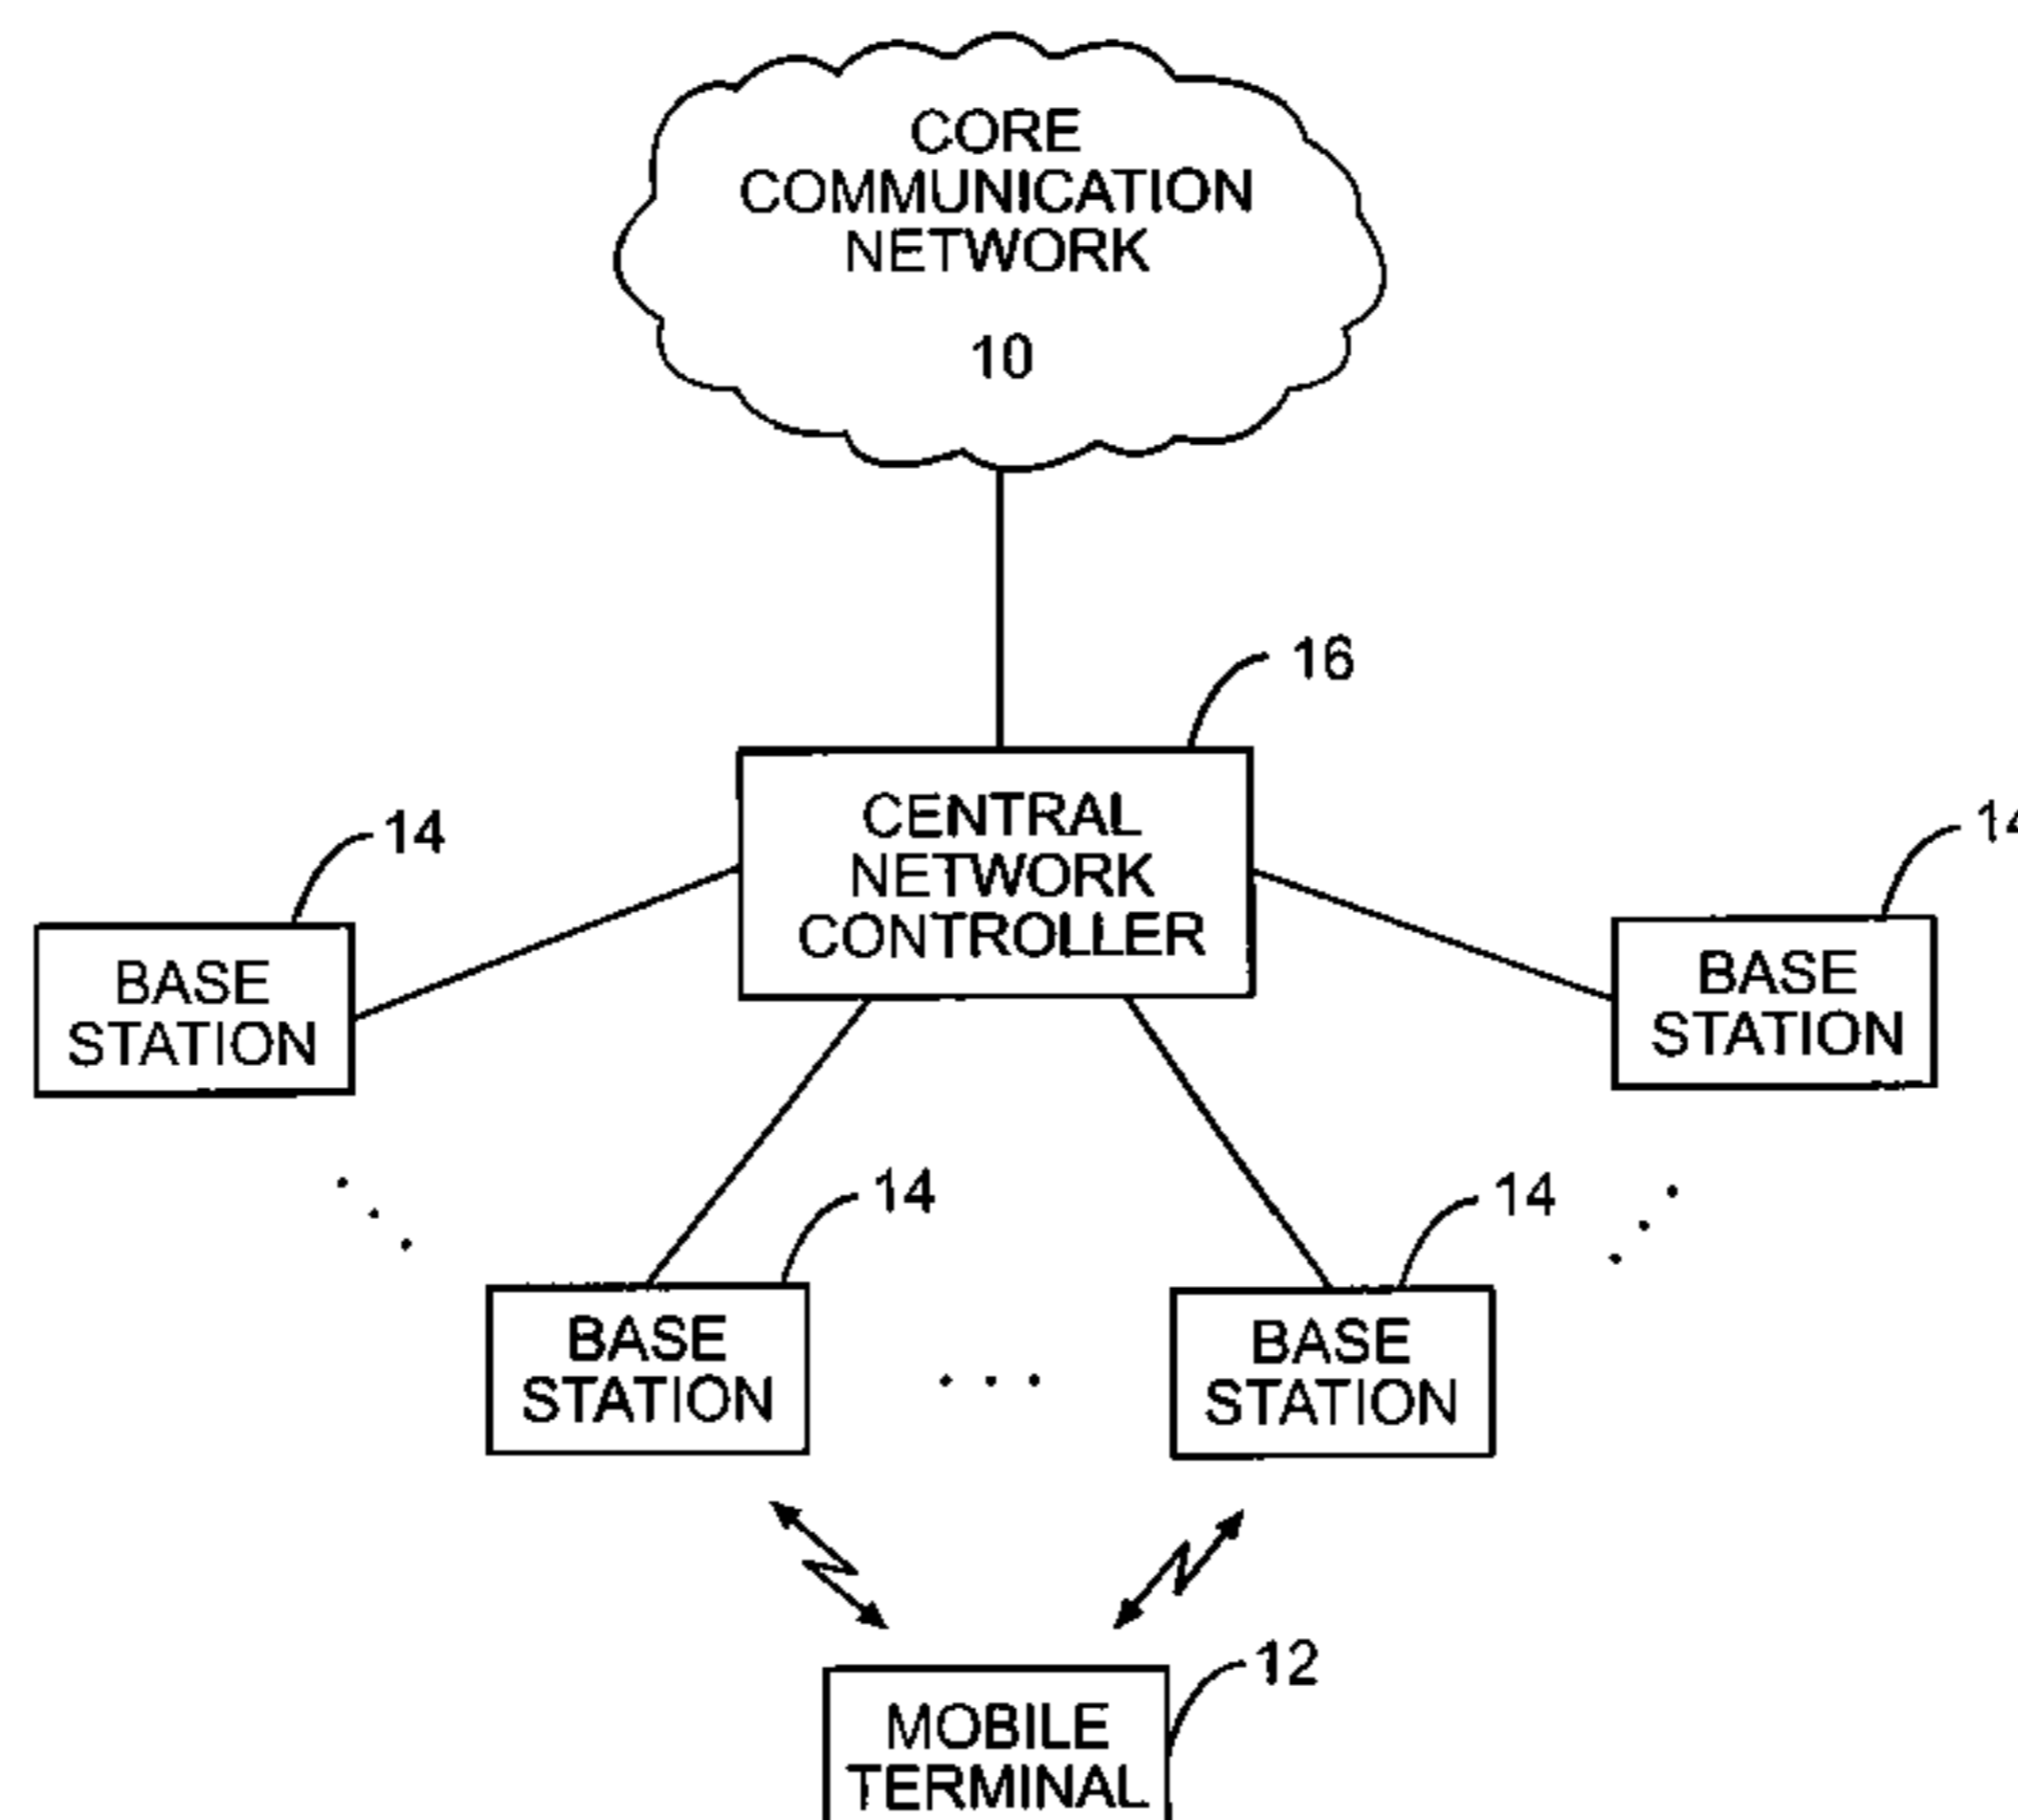 CORE
COMMUNICATION
NETWORK
10
16
CENTRAL
NETWORK
CONTROLLER
14
BASE
STATION
14
BASE
STATION
14
BASE
STATION
14
BASE
STATION
12
MOBILE
TERMINAL